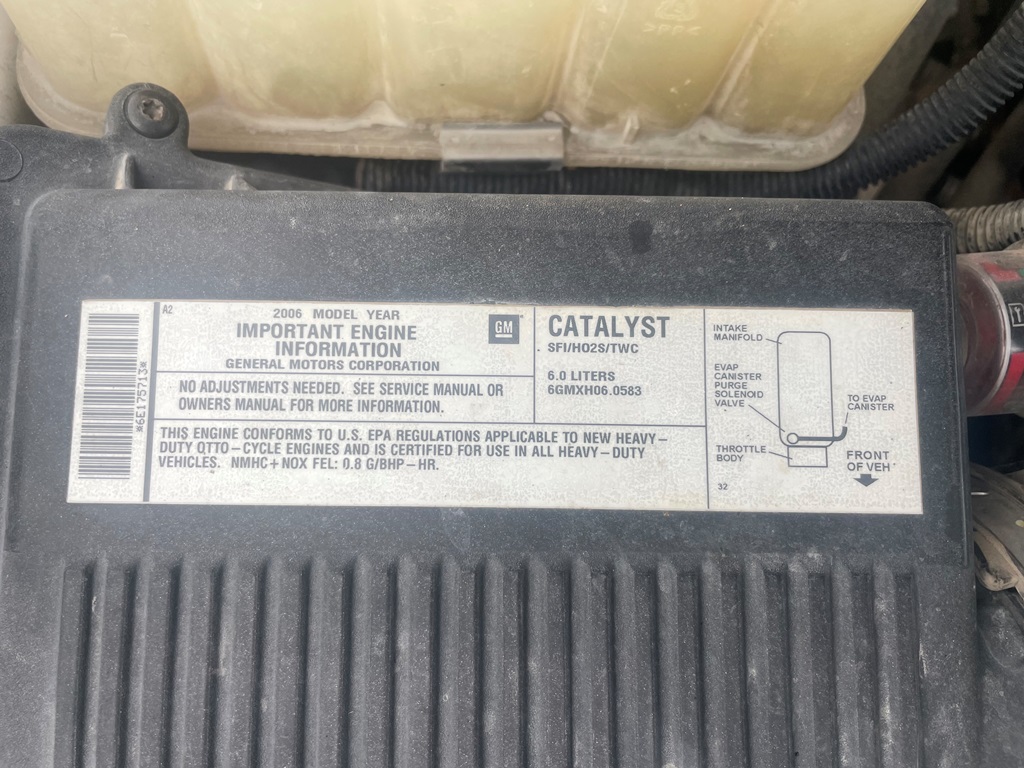 >PP<
*6E175713*
A2
2006 MODEL YEAR
IMPORTANT ENGINE
INFORMATION
GENERAL MOTORS CORPORATION
GM
NO ADJUSTMENTS NEEDED. SEE SERVICE MANUAL OR
OWNERS MANUAL FOR MORE INFORMATION.
CATALYST
SFI/HO2S/TWC
6.0 LITERS
6GMXH06.0583
THIS ENGINE CONFORMS TO U.S. EPA REGULATIONS APPLICABLE TO NEW HEAVY-
DUTY OTTO-CYCLE ENGINES AND IS CERTIFIED FOR USE IN ALL HEAVY-DUTY
VEHICLES. NMHC+NOX FEL: 0.8 G/BHP-HR.
INTAKE
MANIFOLD
EVAP
CANISTER
PURGE
SOLENOID
VALVE
TO EVAP
CANISTER
THROTTLE
BODY
FRONT
OF VEH
32